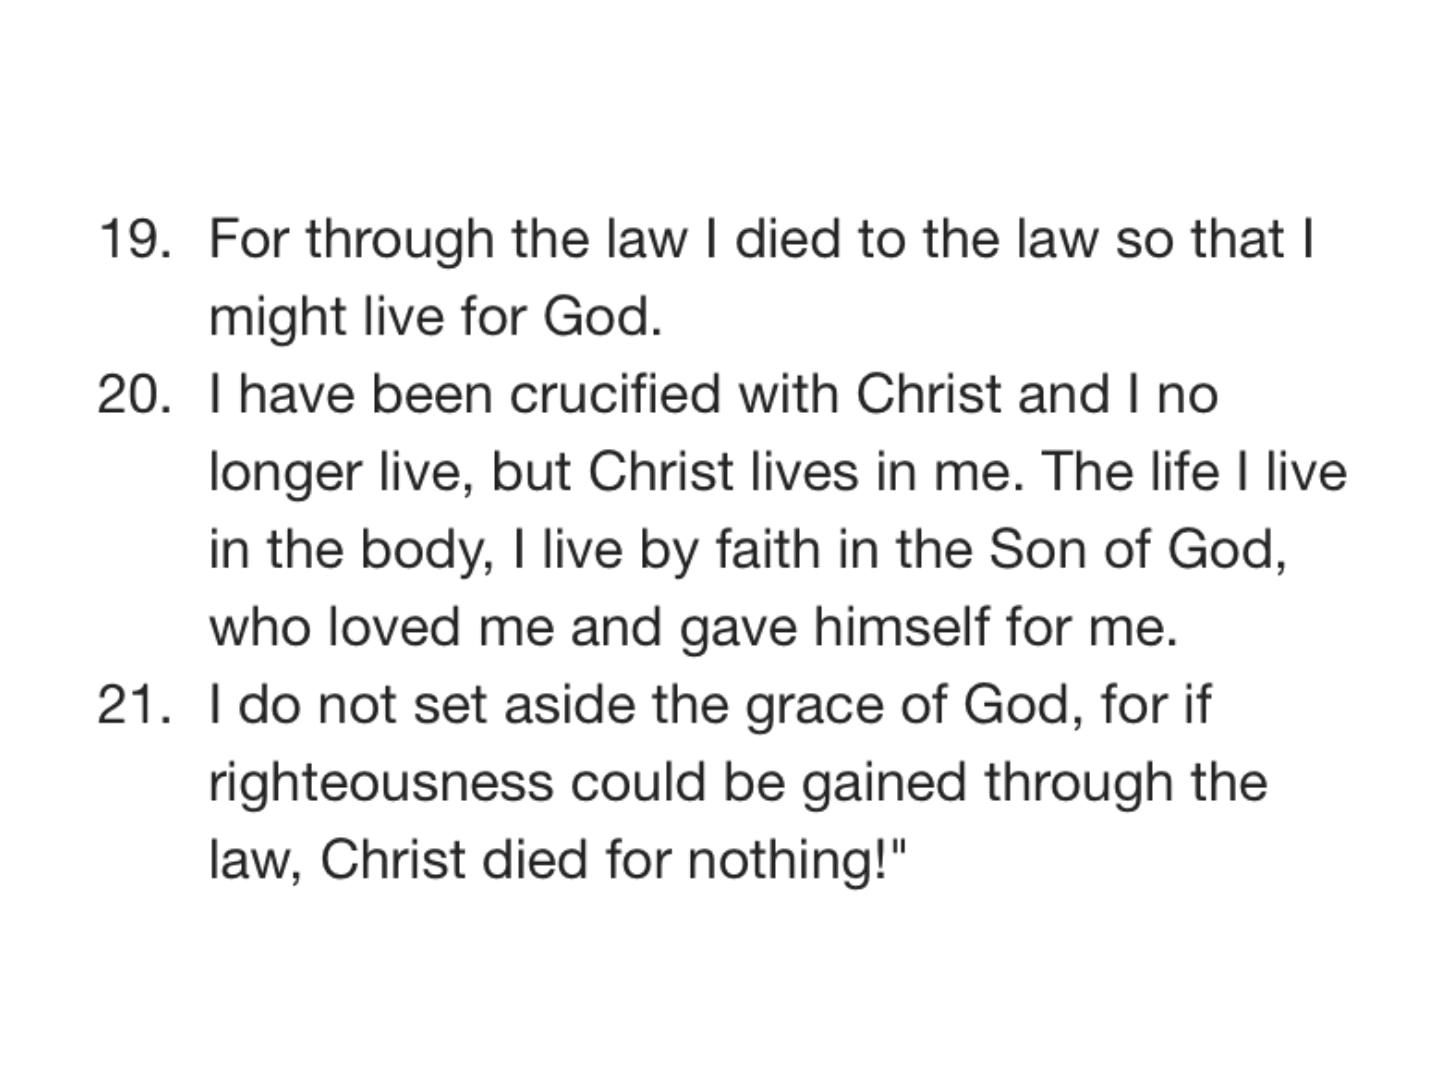 19. For through the law I died to the law so that I
might live for God.
20. I have been crucified with Christ and I no
longer live, but Christ lives in me. The life I live
in the body, I live by faith in the Son of God,
who loved me and gave himself for me.
21. I do not set aside the grace of God, for if
righteousness could be gained through the
law, Christ died for nothing!"